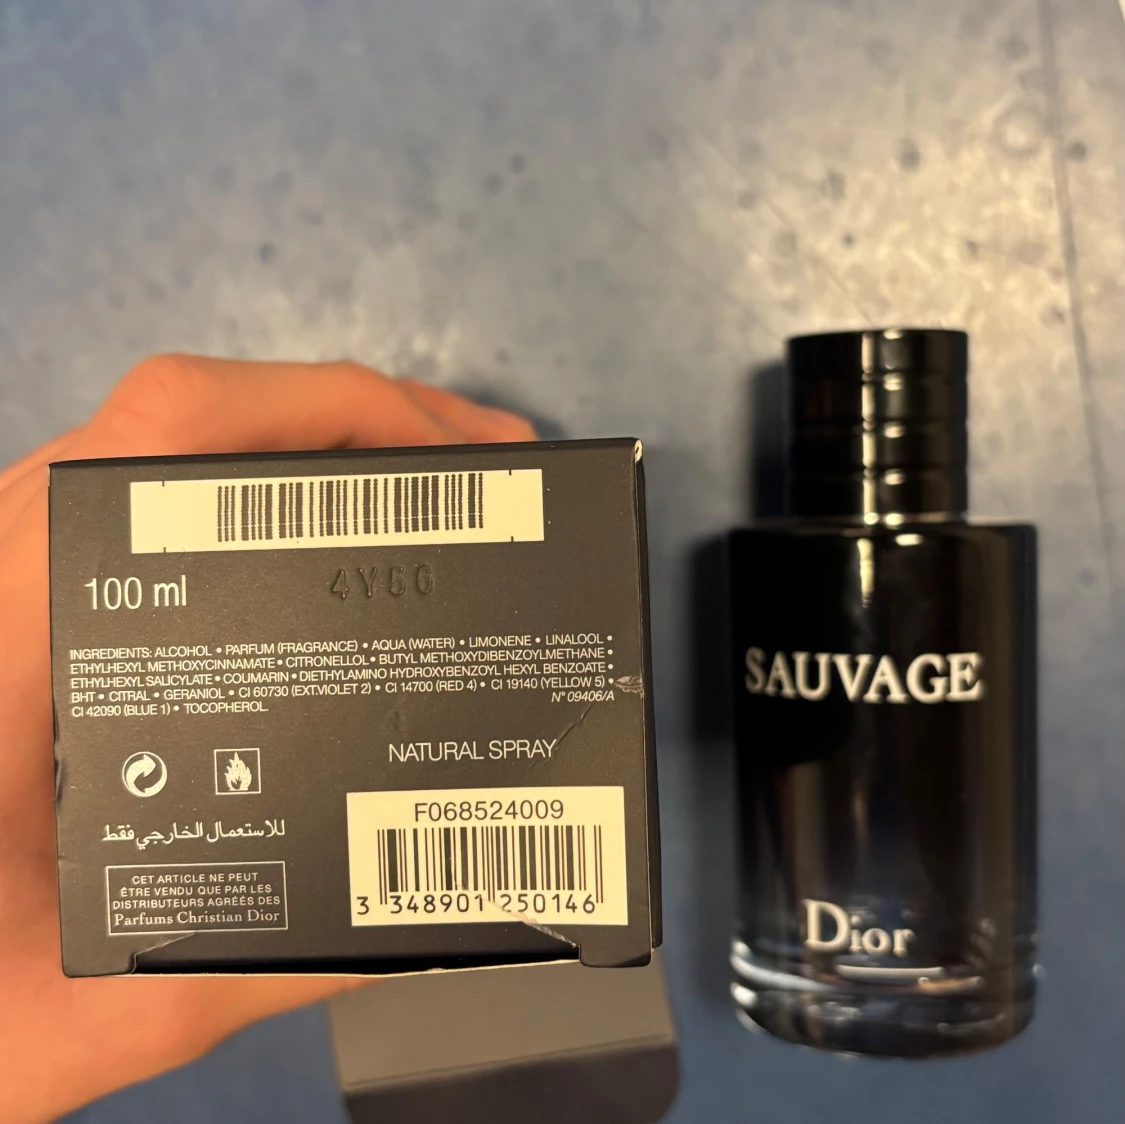 100 ml
INGREDIENTS: ALCOHOL • PARFUM (FRAGRANCE) • AQUA (WATER) • LIMONENE • LINALOOL •
ETHYLHEXYL METHOXYCINNAMATE • CITRONELLOL • BUTYL METHOXYDIBENZOYLMETHANE •
ETHYLHEXYL SALICYLATE • COUMARIN • DIETHYLAMINO HYDROXYBENZOYL HEXYL BENZOATE •
BHT • CITRAL • GERANIOL • CI 60730 (EXT.VIOLET 2) • CI 14700 (RED 4) • CI 19140 (YELLOW 5) •
CI 42090 (BLUE 1) • TOCOPHEROL.
N° 09406/A
NATURAL SPRAY
للاستعمال الخارجي فقط
CET ARTICLE NE PEUT
ÊTRE VENDU QUE PAR LES
DISTRIBUTEURS AGRÉÉS DES
Parfums Christian Dior
F068524009
3 348901 250146
SAUVAGE
Dior